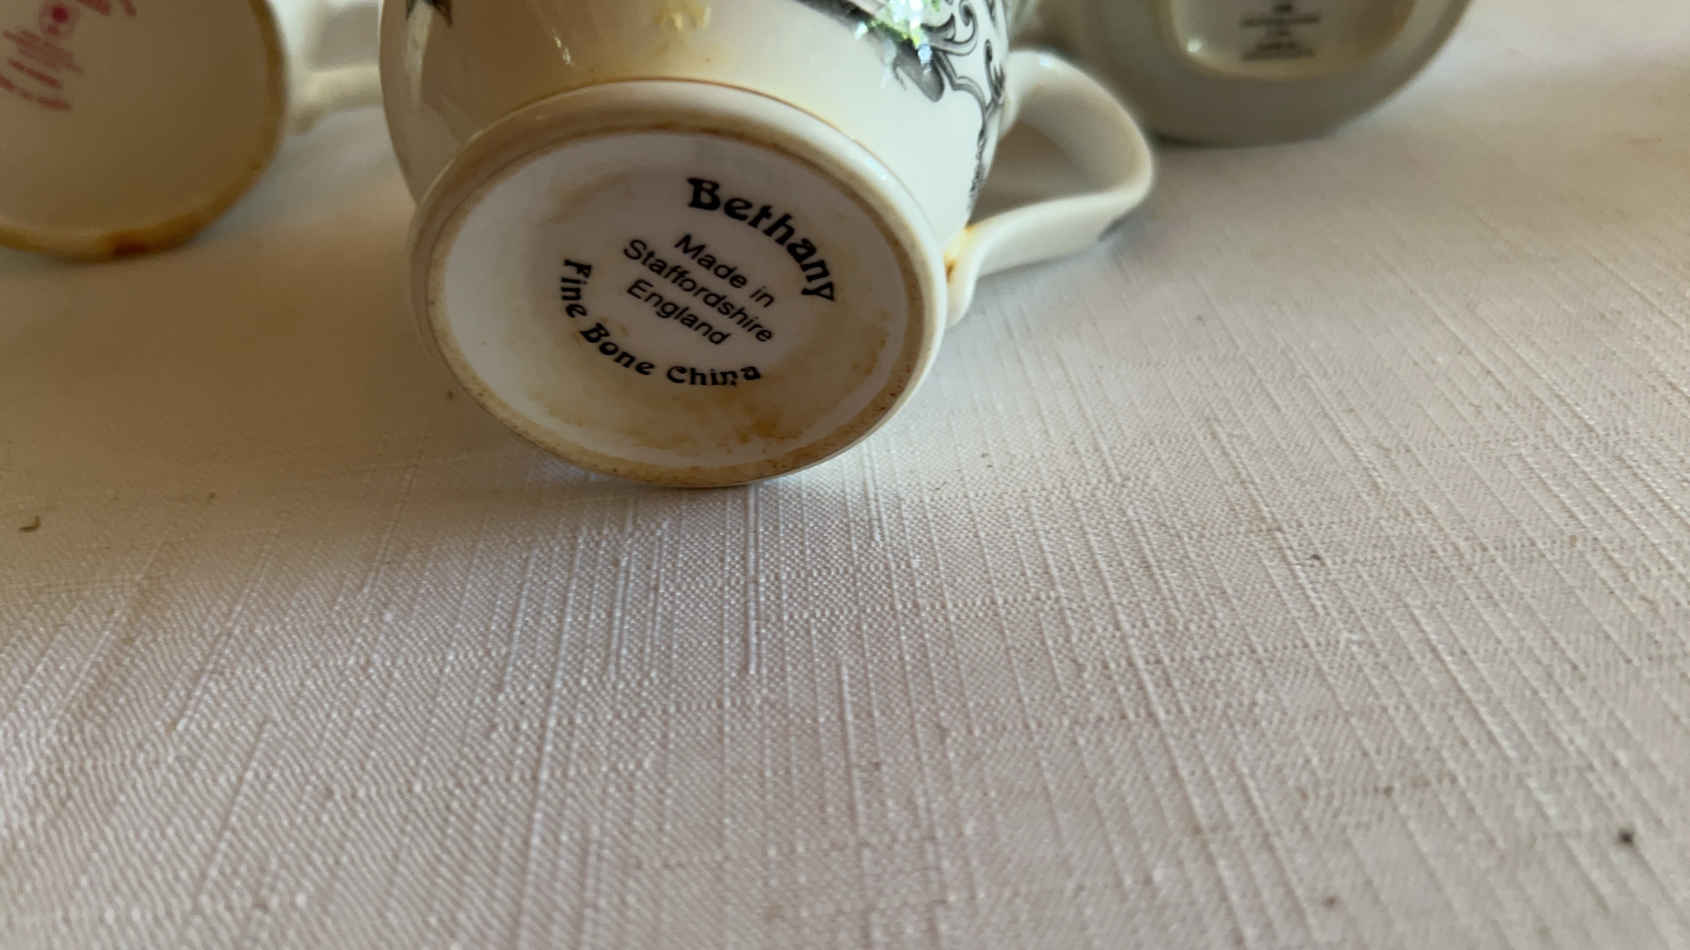 Bethany
Made in
Staffordshire
England
Fine Bone China